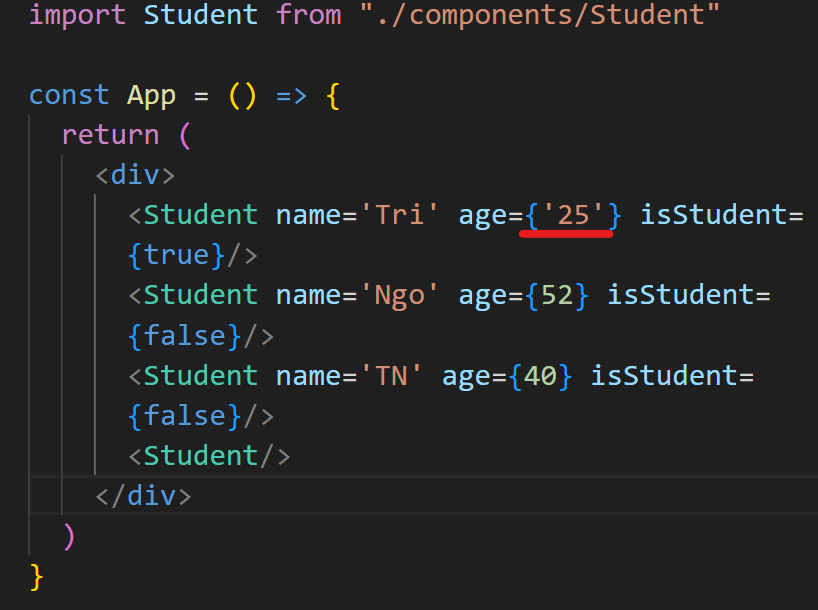 import Student from "./components/Student"
const App = () => {
return (
<div>
<Student name='Tri' age={'25'} isStudent=
{true}/>
<Student name='Ngo' age={52} isStudent=
{false}/>
<Student name='TN' age={40} isStudent=
{false}/>
<Student/>
</div>
)
}